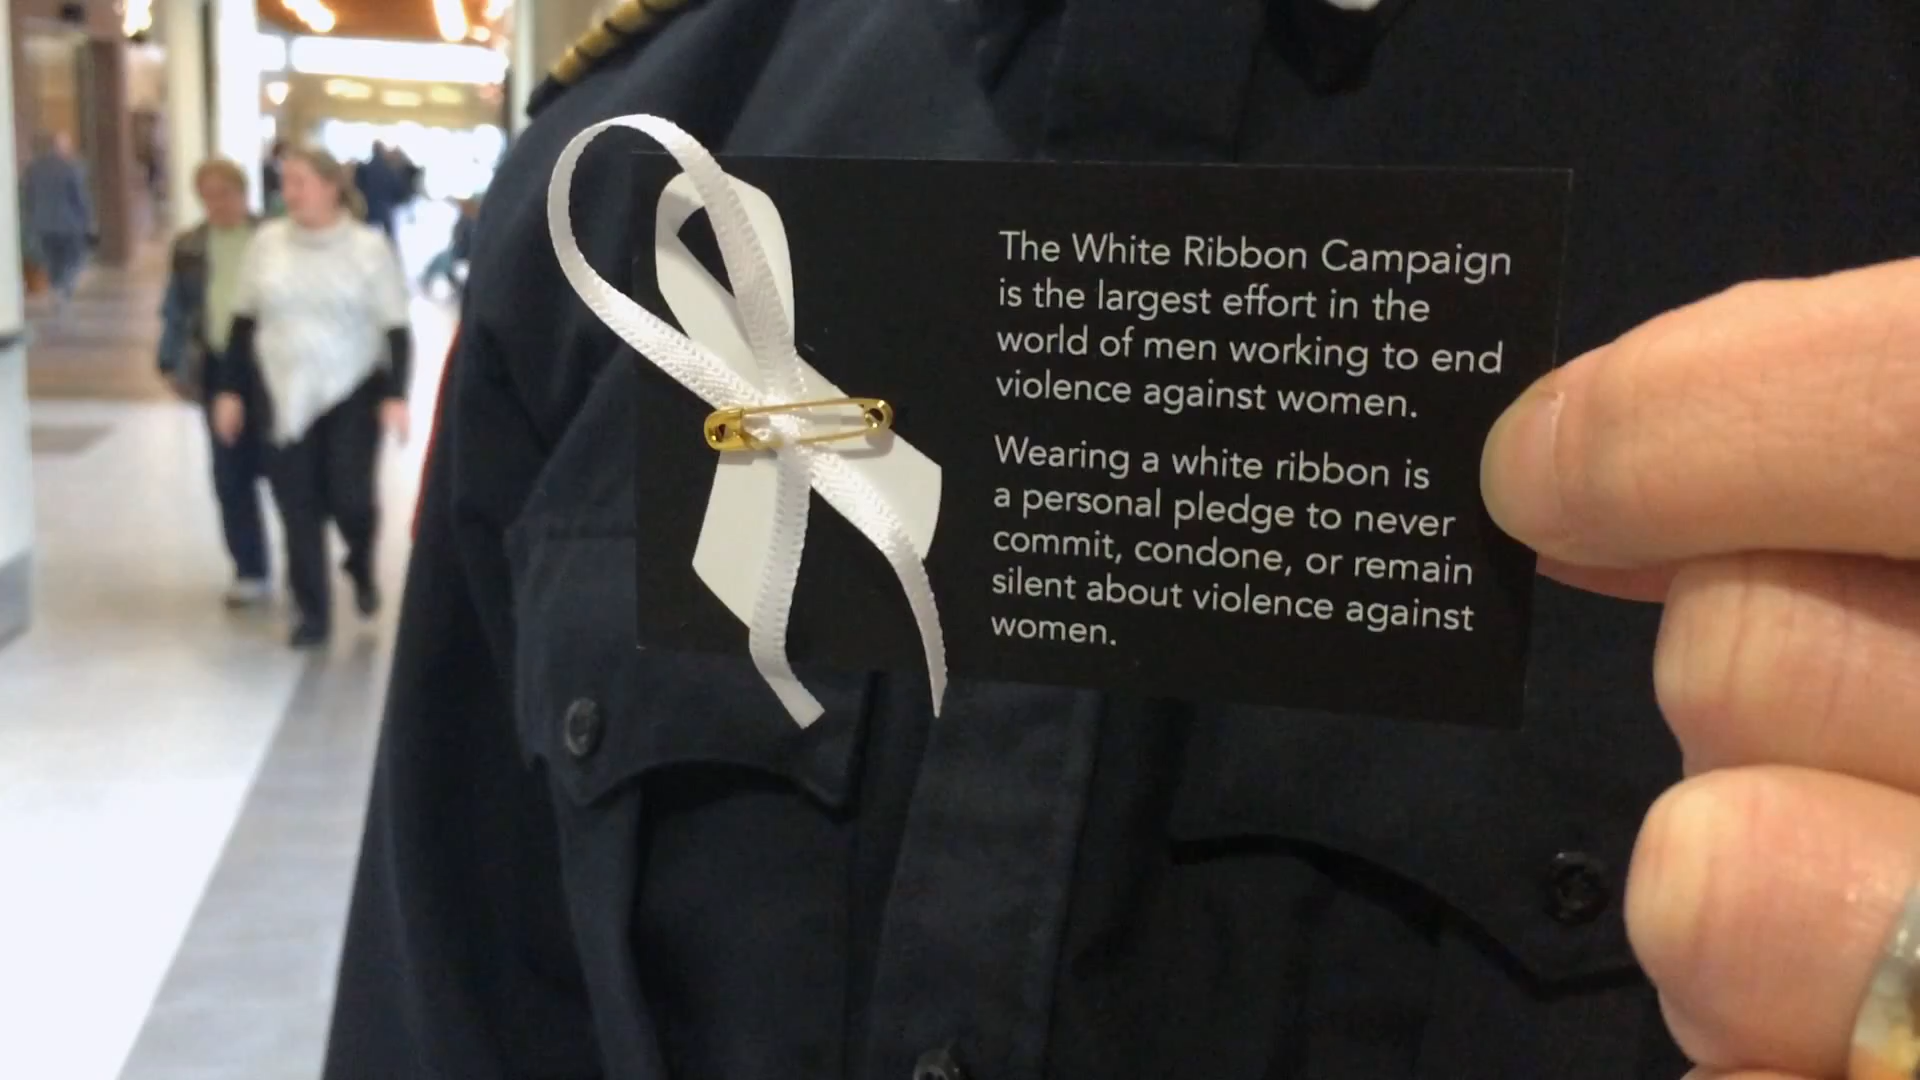 The White Ribbon Campaign
is the largest effort in the
world of men working to end
violence against women.
Wearing a white ribbon is
a personal pledge to never
commit, condone, or remain
silent about violence against
women.